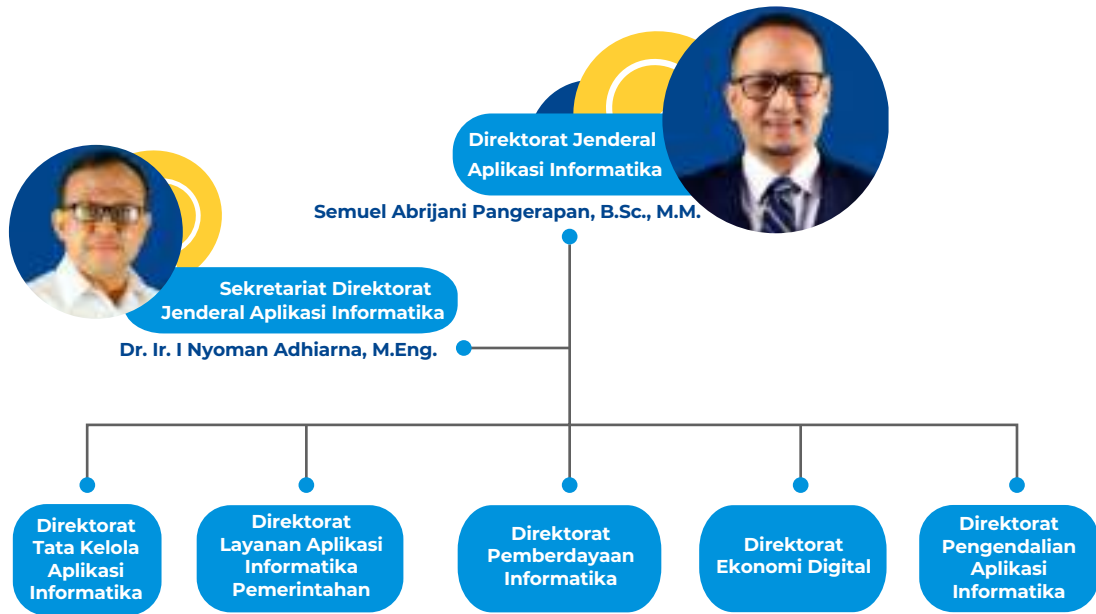 Direktorat Jenderal
Aplikasi Informatika
Semuel Abrijani Pangerapan, B.Sc., M.M.
Sekretariat Direktorat
Jenderal Aplikasi Informatika
Dr. Ir. I Nyoman Adhiarna, M.Eng.
Direktorat
Tata Kelola
Aplikasi
Informatika
Direktorat
Layanan Aplikasi
Informatika
Pemerintahan
Direktorat
Pemberdayaan
Informatika
Direktorat
Ekonomi Digital
Direktorat
Pengendalian
Aplikasi
Informatika